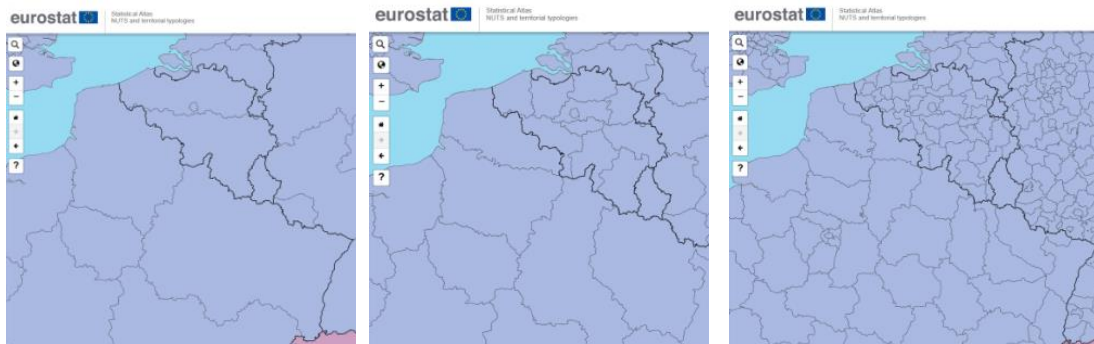 eurostat
Statistical Atlas
NUTS and territorial typologies
+
−
?
eurostat
Statistical Atlas
NUTS and territorial typologies
+
−
?
eurostat
Statistical Atlas
NUTS and territorial typologies
+
−
?